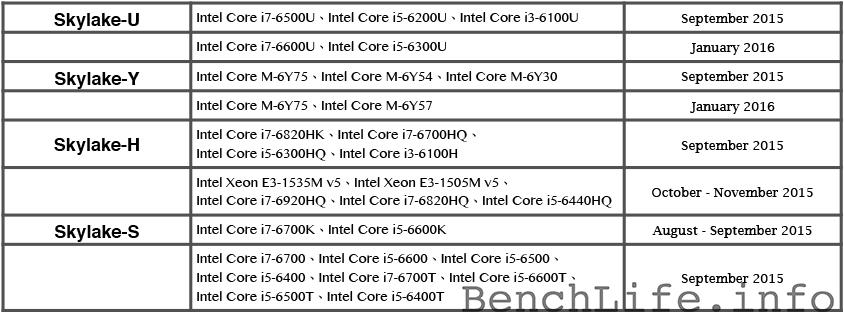 Skylake-U Intel Core i7-6500U、Intel Core i5-6200U、Intel Core i3-6100U September 2015
Intel Core i7-6600U、Intel Core i5-6300U January 2016
Skylake-Y Intel Core M-6Y75、Intel Core M-6Y54、Intel Core M-6Y30 September 2015
Intel Core M-6Y75、Intel Core M-6Y57 January 2016
Skylake-H Intel Core i7-6820HK、Intel Core i7-6700HQ、
Intel Core i5-6300HQ、Intel Core i3-6100H September 2015
Intel Xeon E3-1535M v5、Intel Xeon E3-1505M v5、
Intel Core i7-6920HQ、Intel Core i7-6820HQ、Intel Core i5-6440HQ October - November 2015
Skylake-S Intel Core i7-6700K、Intel Core i5-6600K August - September 2015
Intel Core i7-6700、Intel Core i5-6600、Intel Core i5-6500、
Intel Core i5-6400、Intel Core i7-6700T、Intel Core i5-6600T、 September 2015
Intel Core i5-6500T、Intel Core i5-6400T
BenchLife.info